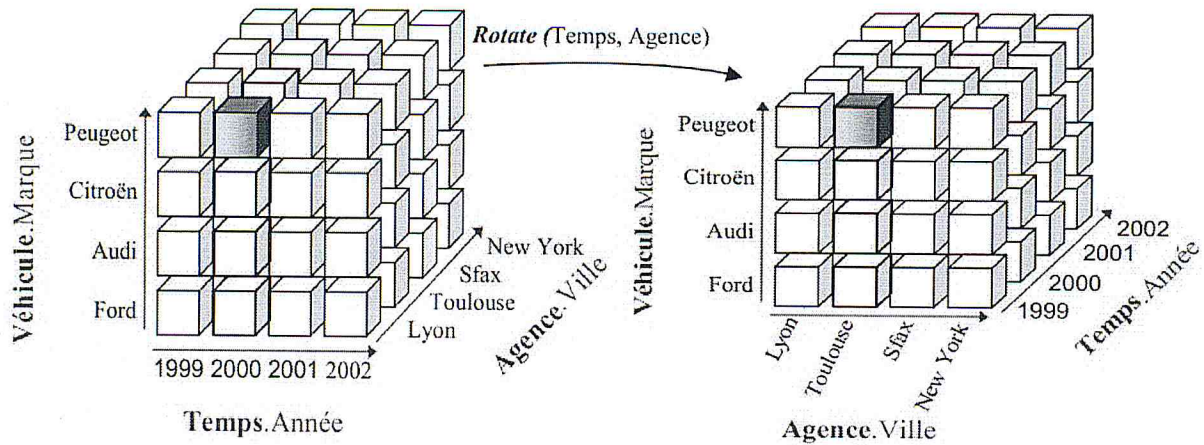 Rotate (Temps, Agence)
Véhicule.Marque
Peugeot
Citroën
Audi
Ford
1999 2000 2001 2002
Temps.Année
Lyon
Toulouse
Sfax
New York
Agence.Ville
Véhicule.Marque
Peugeot
Citroën
Audi
Ford
Lyon
Toulouse
Sfax
New York
Agence.Ville
1999
2000
2001
2002
Temps.Année